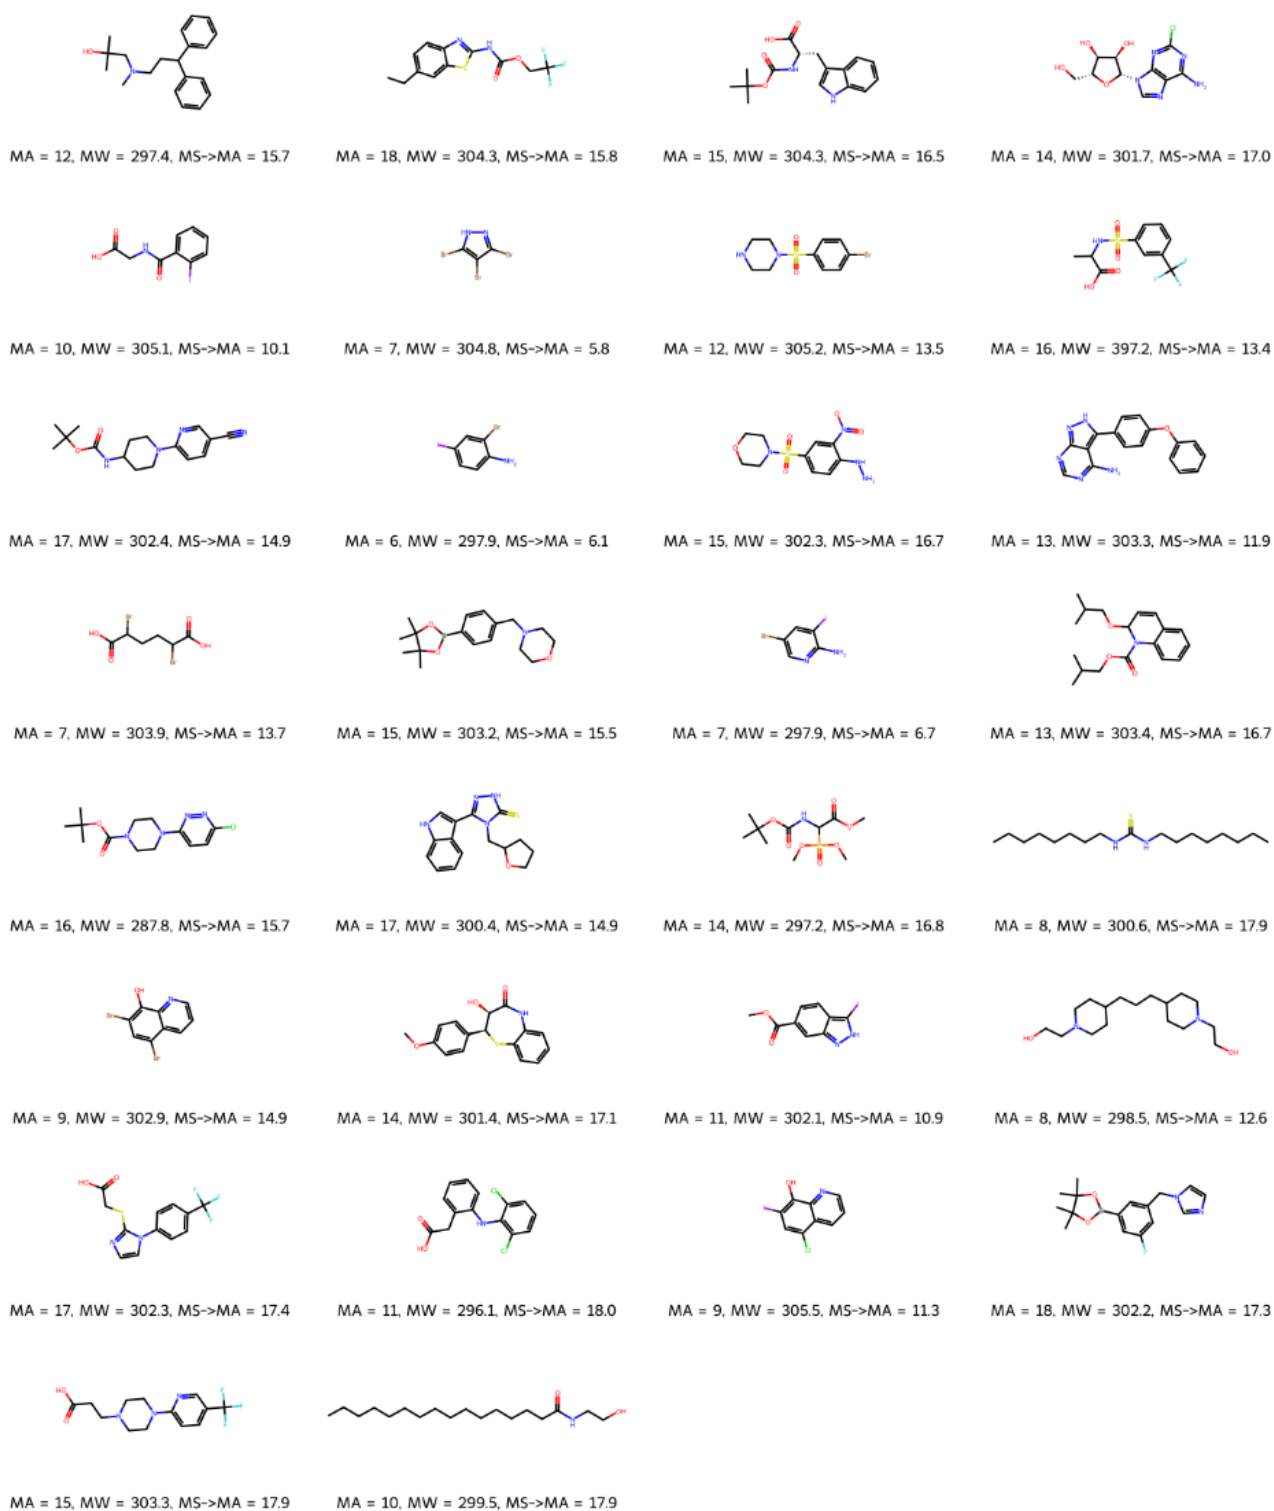 MA = 12, MW = 297.4, MS->MA = 15.7
MA = 18, MW = 304.3, MS->MA = 15.8
MA = 15, MW = 304.3, MS->MA = 16.5
MA = 14, MW = 301.7, MS->MA = 17.0
MA = 10, MW = 305.1, MS->MA = 10.1
MA = 7, MW = 304.8, MS->MA = 5.8
MA = 12, MW = 305.2, MS->MA = 13.5
MA = 16, MW = 397.2, MS->MA = 13.4
MA = 17, MW = 302.4, MS->MA = 14.9
MA = 6, MW = 297.9, MS->MA = 6.1
MA = 15, MW = 302.3, MS->MA = 16.7
MA = 13, MW = 303.3, MS->MA = 11.9
MA = 7, MW = 303.9, MS->MA = 13.7
MA = 15, MW = 303.2, MS->MA = 15.5
MA = 7, MW = 297.9, MS->MA = 6.7
MA = 13, MW = 303.4, MS->MA = 16.7
MA = 16, MW = 287.8, MS->MA = 15.7
MA = 17, MW = 300.4, MS->MA = 14.9
MA = 14, MW = 297.2, MS->MA = 16.8
MA = 8, MW = 300.6, MS->MA = 17.9
MA = 9, MW = 302.9, MS->MA = 14.9
MA = 14, MW = 301.4, MS->MA = 17.1
MA = 11, MW = 302.1, MS->MA = 10.9
MA = 8, MW = 298.5, MS->MA = 12.6
MA = 17, MW = 302.3, MS->MA = 17.4
MA = 11, MW = 296.1, MS->MA = 18.0
MA = 9, MW = 305.5, MS->MA = 11.3
MA = 18, MW = 302.2, MS->MA = 17.3
MA = 15, MW = 303.3, MS->MA = 17.9
MA = 10, MW = 299.5, MS->MA = 17.9